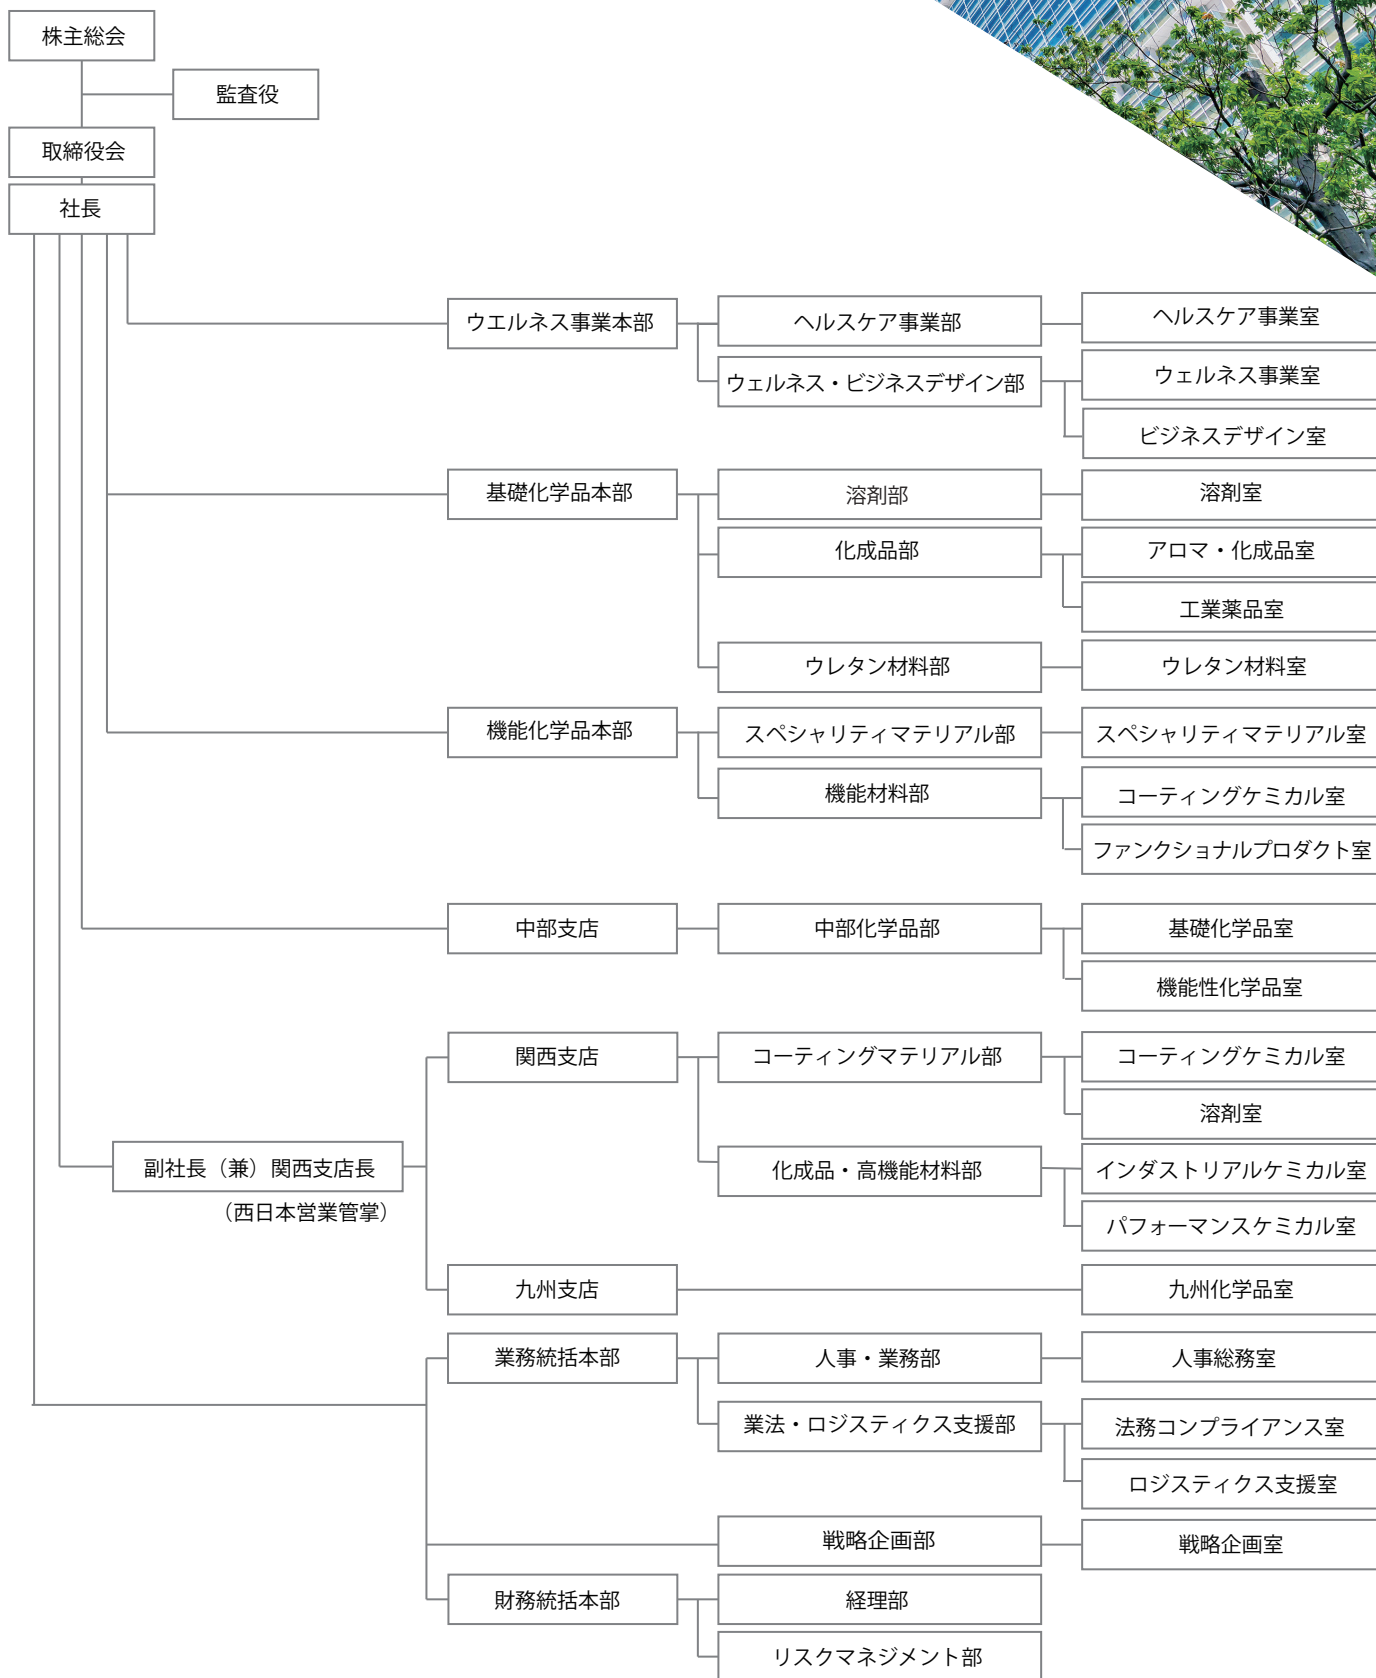 株主総会
監査役
取締役会
社長
ウエルネス事業本部
ヘルスケア事業部
ヘルスケア事業室
ウェルネス・ビジネスデザイン部
ウェルネス事業室
ビジネスデザイン室
基礎化学品本部
溶剤部
溶剤室
化成品部
アロマ・化成品室
工業薬品室
ウレタン材料部
ウレタン材料室
機能化学品本部
スペシャリティマテリアル部
スペシャリティマテリアル室
機能材料部
コーティングケミカル室
ファンクショナルプロダクト室
中部支店
中部化学品部
基礎化学品室
機能性化学品室
副社長（兼）関西支店長
（西日本営業管掌）
関西支店
コーティングマテリアル部
コーティングケミカル室
溶剤室
化成品・高機能材料部
インダストリアルケミカル室
パフォーマンスケミカル室
九州支店
九州化学品室
業務統括本部
人事・業務部
人事総務室
業法・ロジスティクス支援部
法務コンプライアンス室
ロジスティクス支援室
戦略企画部
戦略企画室
財務統括本部
経理部
リスクマネジメント部